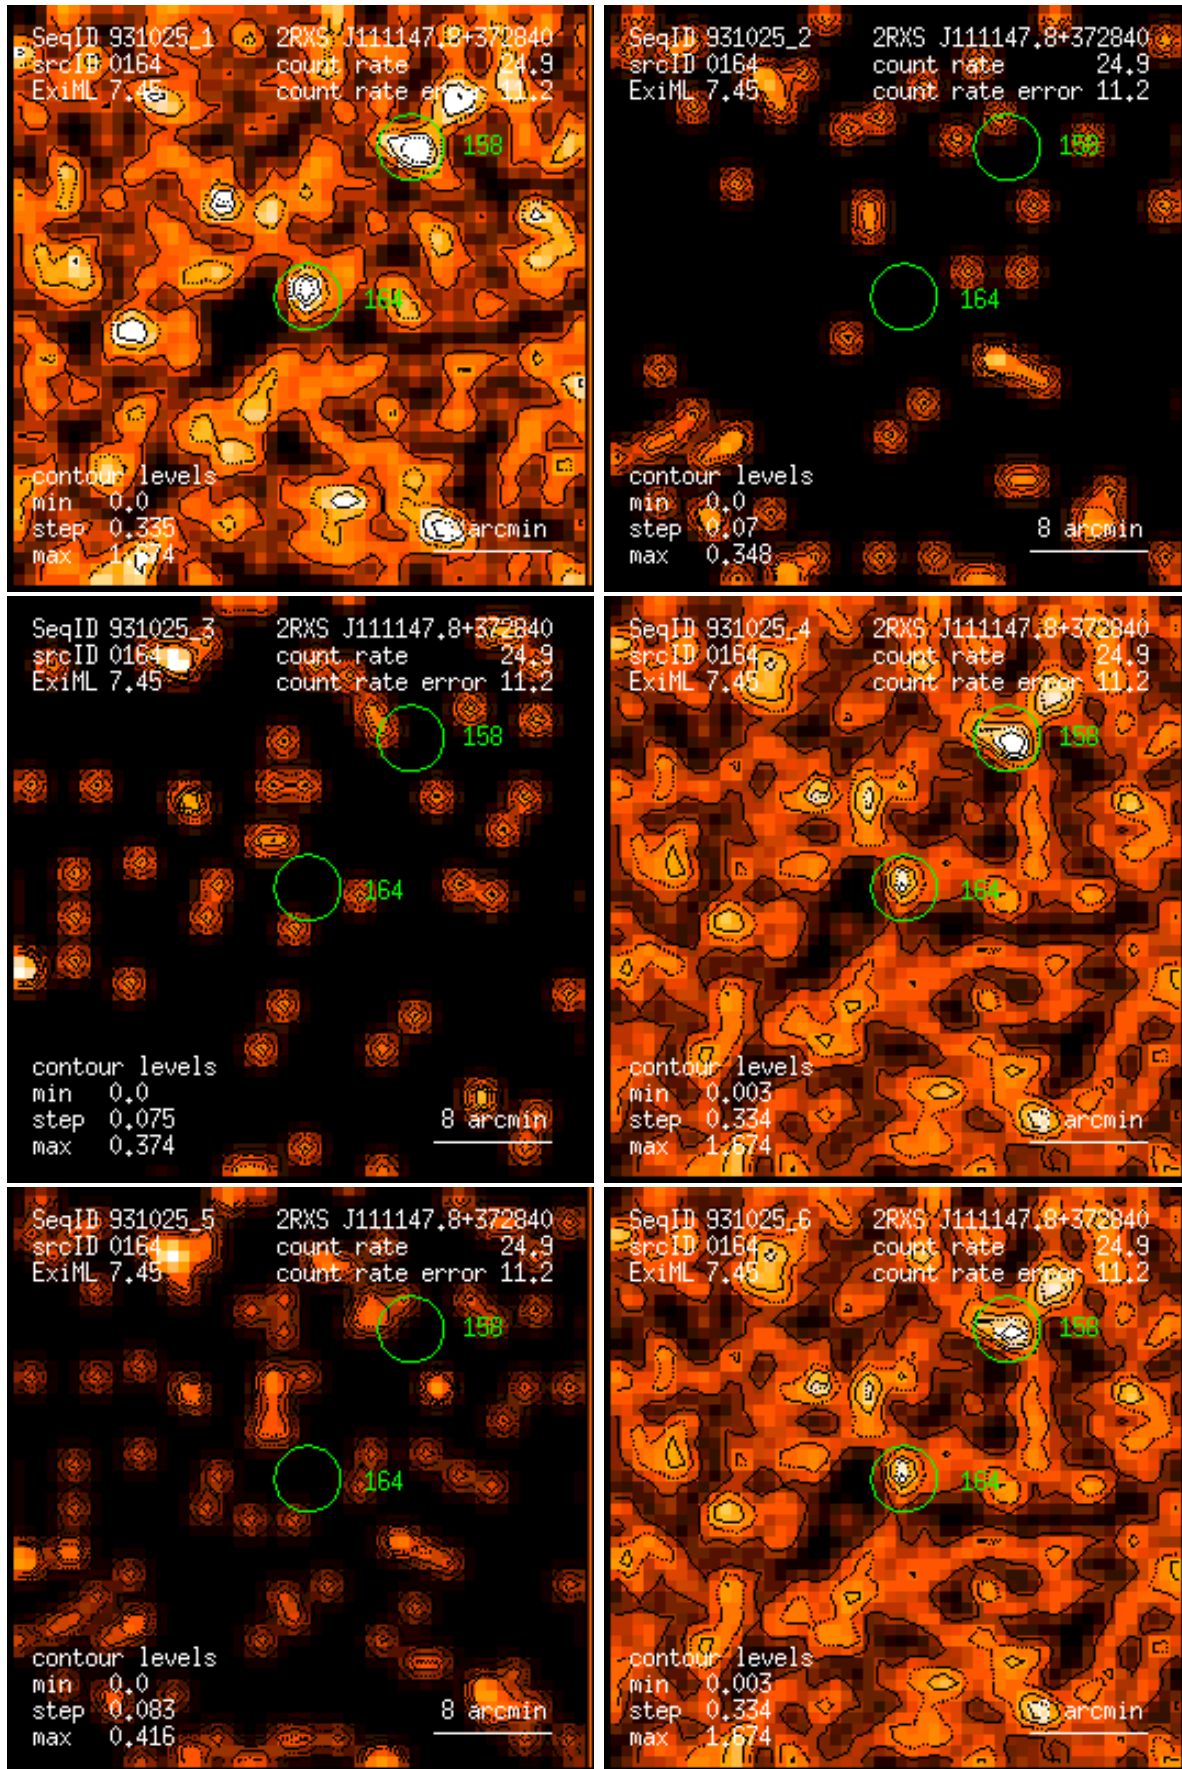 SeqID 931025_1 2RXS J111147.8+372840
srcID 0164 count rate 24.9
ExiML 7.45 count rate error 11.2
158
164
contour levels
min 0.0
step 0.335
max 1.674
8 arcmin
SeqID 931025_2 2RXS J111147.8+372840
srcID 0164 count rate 24.9
ExiML 7.45 count rate error 11.2
158
164
contour levels
min 0.0
step 0.07
max 0.348
8 arcmin
SeqID 931025_3 2RXS J111147.8+372840
srcID 0164 count rate 24.9
ExiML 7.45 count rate error 11.2
158
164
contour levels
min 0.0
step 0.075
max 0.374
8 arcmin
SeqID 931025_4 2RXS J111147.8+372840
srcID 0164 count rate 24.9
ExiML 7.45 count rate error 11.2
158
164
contour levels
min 0.003
step 0.334
max 1.674
8 arcmin
SeqID 931025_5 2RXS J111147.8+372840
srcID 0164 count rate 24.9
ExiML 7.45 count rate error 11.2
158
164
contour levels
min 0.0
step 0.083
max 0.416
8 arcmin
SeqID 931025_6 2RXS J111147.8+372840
srcID 0164 count rate 24.9
ExiML 7.45 count rate error 11.2
158
164
contour levels
min 0.003
step 0.334
max 1.674
8 arcmin